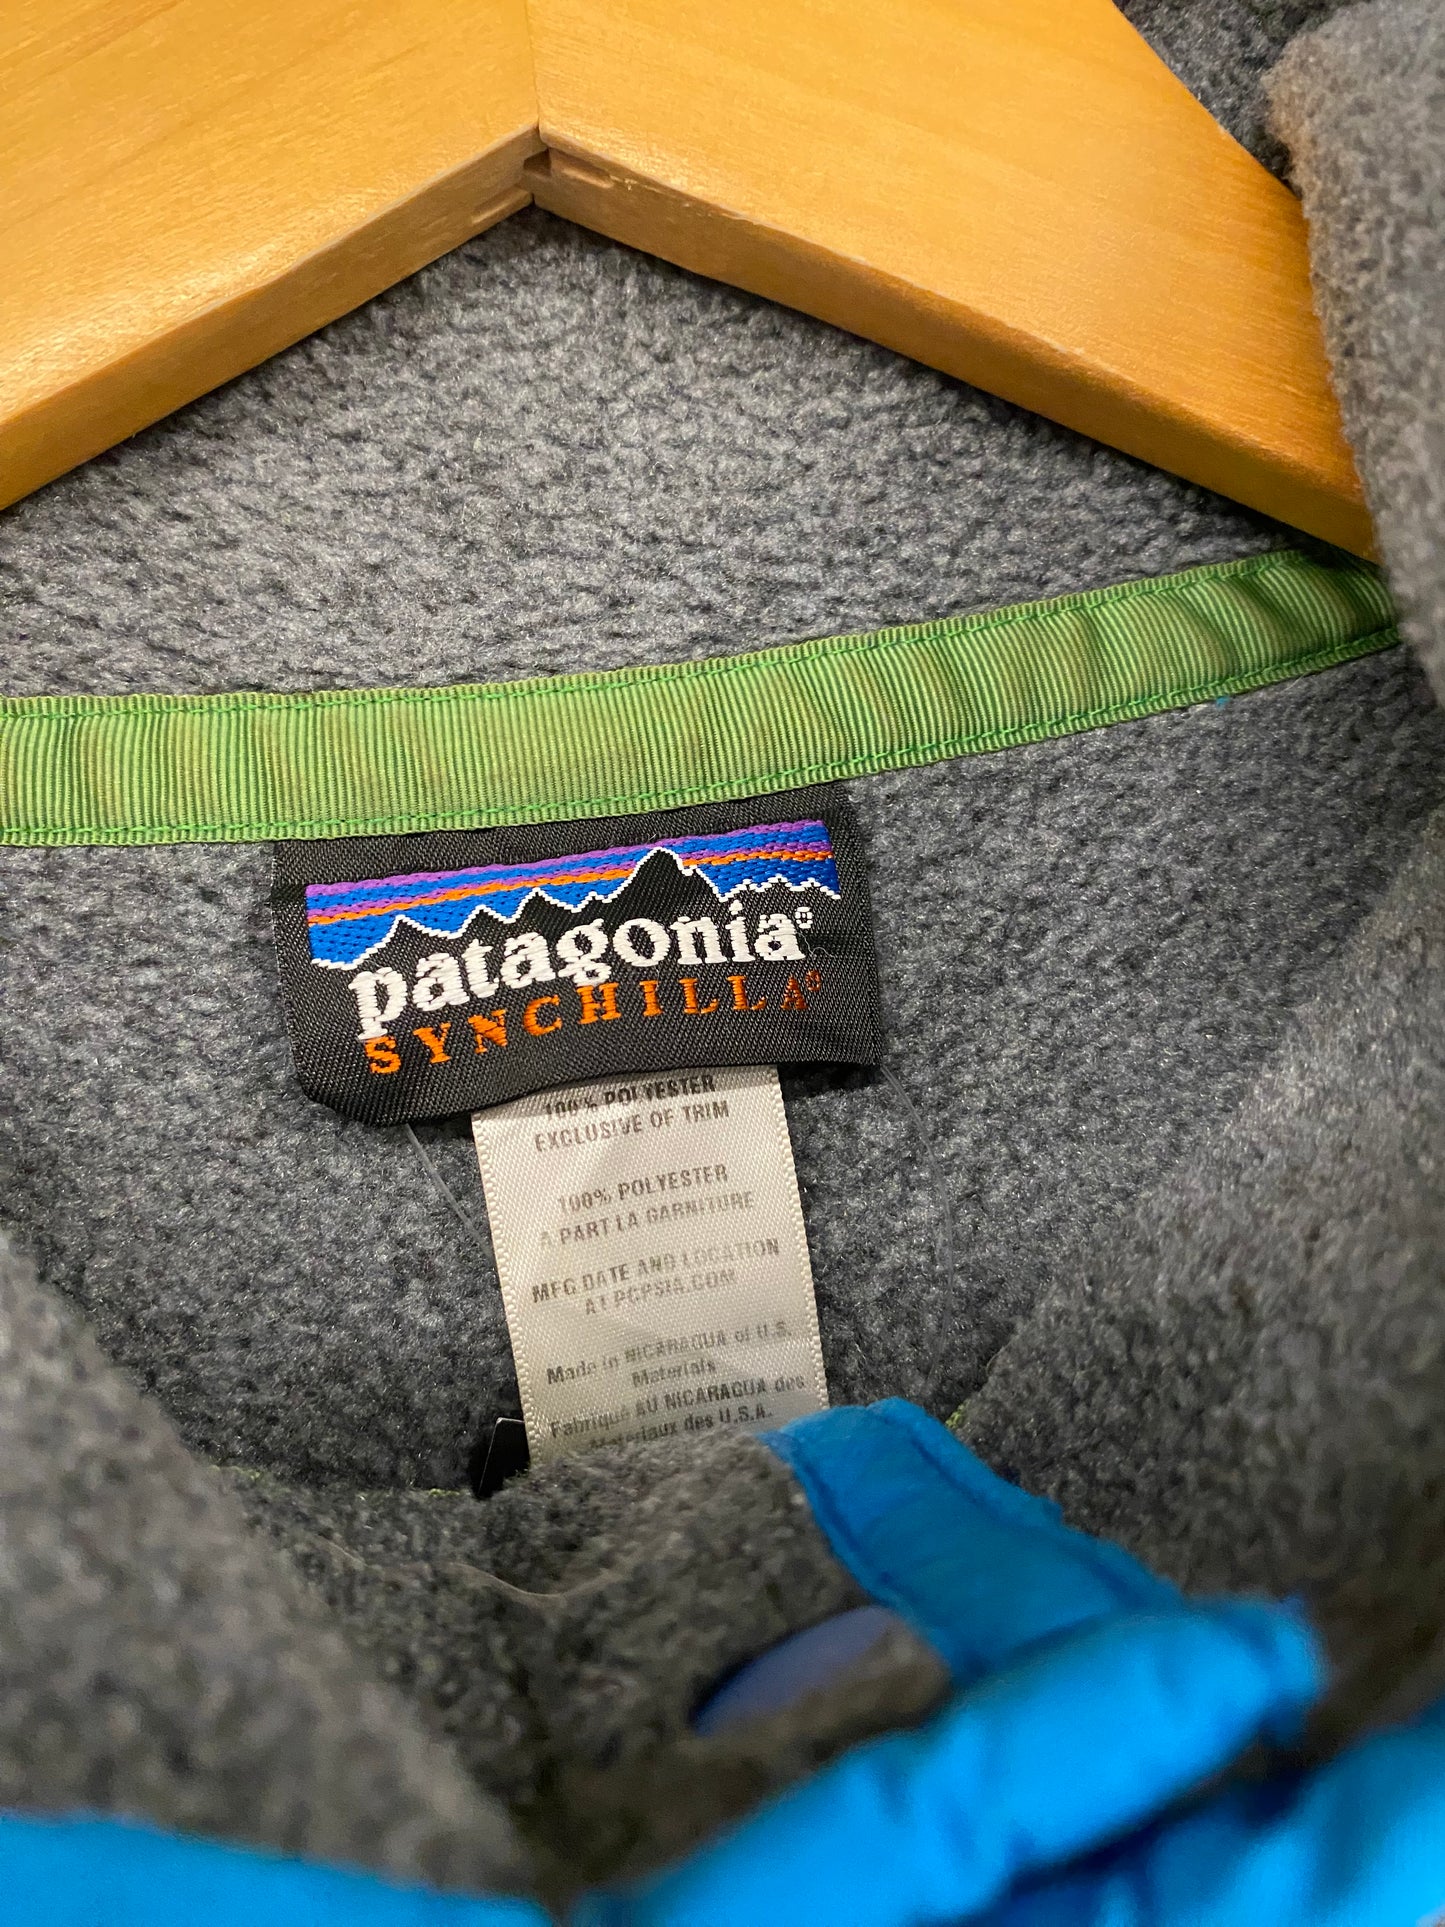 patagonia®
SYNCHILLA®
100% POLYESTER
EXCLUSIVE OF TRIM
100% POLYESTER
A PART LA GARNITURE
MFG DATE AND LOCATION
AT PCPSIA.COM
Made in NICARAGUA of U.S.
Materials
Fabriqué AU NICARAGUA des
Materiaux des U.S.A.